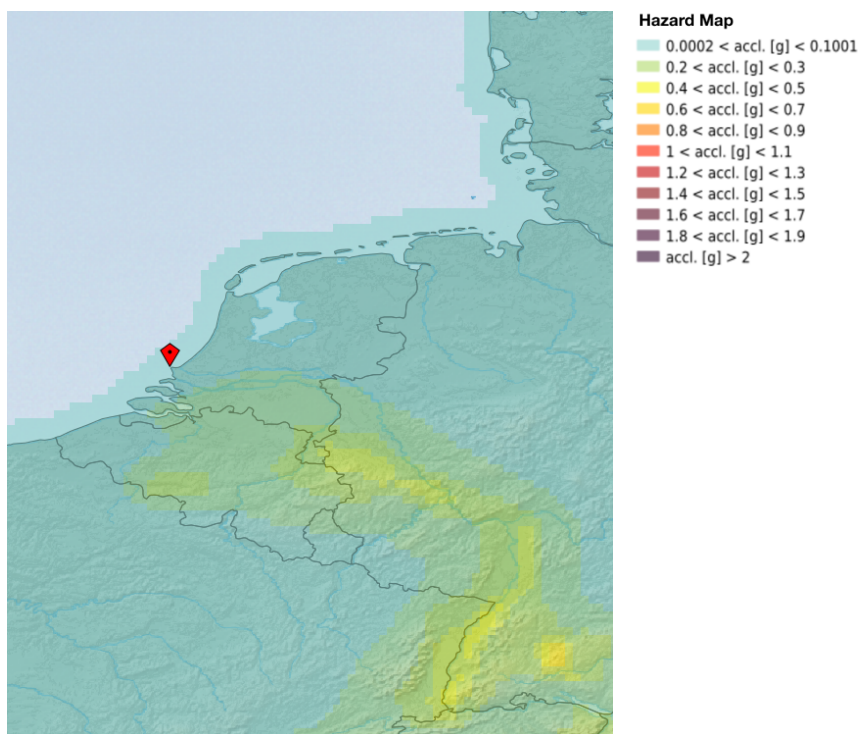 Hazard Map
0.0002 < accl. [g] < 0.1001
0.2 < accl. [g] < 0.3
0.4 < accl. [g] < 0.5
0.6 < accl. [g] < 0.7
0.8 < accl. [g] < 0.9
1 < accl. [g] < 1.1
1.2 < accl. [g] < 1.3
1.4 < accl. [g] < 1.5
1.6 < accl. [g] < 1.7
1.8 < accl. [g] < 1.9
accl. [g] > 2